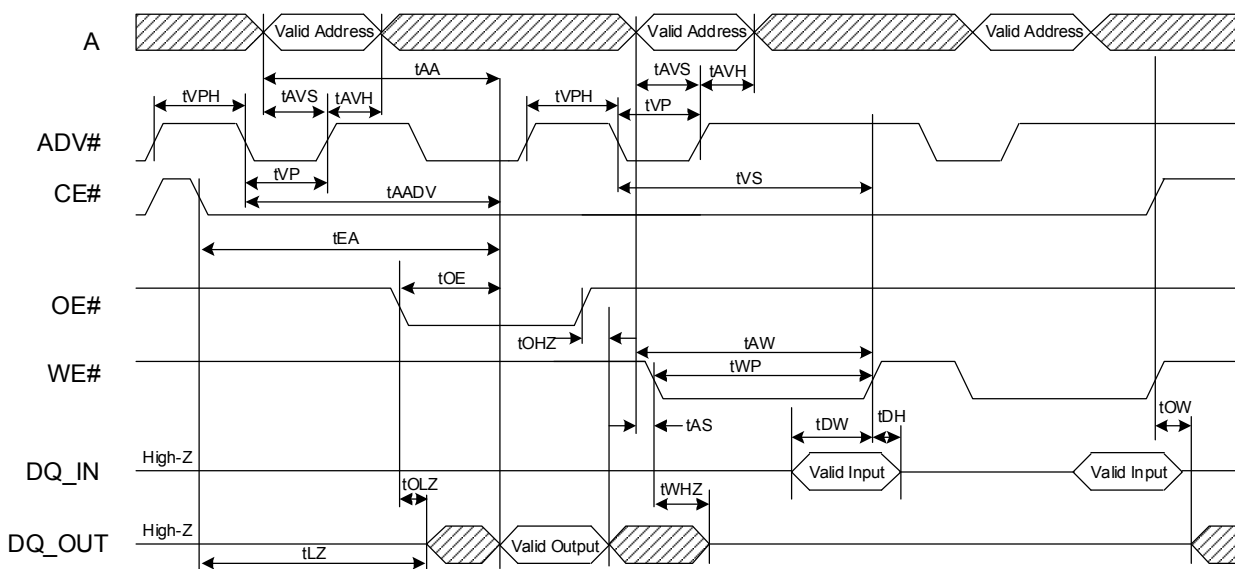 A
Valid Address
Valid Address
Valid Address
tAA
tAVS
tAVH
tVPH
tAVS
tAVH
tVPH
tVP
ADV#
tVP
tVS
CE#
tAADV
tEA
tOE
OE#
tOHZ
tAW
WE#
tWP
tAS
tDW
tDH
tOW
DQ_IN
High-Z
Valid Input
Valid Input
tOLZ
tWHZ
DQ_OUT
High-Z
Valid Output
tLZ